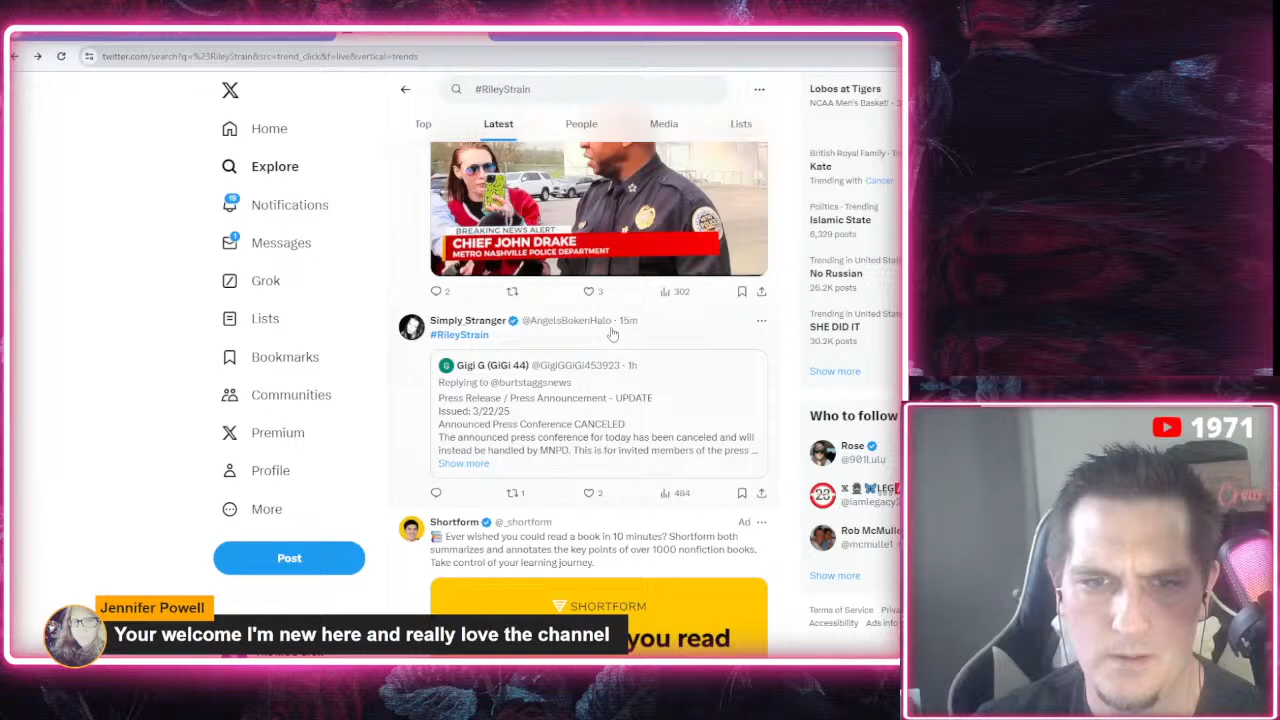 twitter.com/search?q=%23RileyStrain&src=trend_click&f=live&vertical=trends
#RileyStrain
Top
Latest
People
Media
Lists
Home
Explore
19
Notifications
1
Messages
Grok
Lists
Bookmarks
Communities
Premium
Profile
More
Post
BREAKING NEWS ALERT
CHIEF JOHN DRAKE
METRO NASHVILLE POLICE DEPARTMENT
2
3
302
Simply_Stranger @AngelsBokenHalo · 15m
#RileyStrain
G Gigi G (GiGi 44) @GigiGGiGi453923 · 1h
Replying to @burtstaggsnews
Press Release / Press Announcement - UPDATE
Issued: 3/22/25
Announced Press Conference CANCELED
The announced press conference for today has been canceled and will
instead be handled by MNPD. This is for invited members of the press ...
Show more
1
2
484
Shortform @_shortform
Ad
Ever wished you could read a book in 10 minutes? Shortform both
summarizes and annotates the key points of over 1000 nonfiction books.
Take control of your learning journey.
SHORTFORM
you read
Lobos at Tigers
NCAA Men's Basket
British Royal Family
Kate
Trending with Cancer
Politics · Trending
Islamic State
6,329 posts
Trending in United
No Russian
26.2K posts
Trending in United
SHE DID IT
30.2K posts
Show more
Who to follow
Rose
@901Lulu
@iamlegacy2
Rob McMull
@mcmulle1
Show more
Terms of Service
Accessibility
Jennifer Powell
Your welcome I'm new here and really love the channel
1971